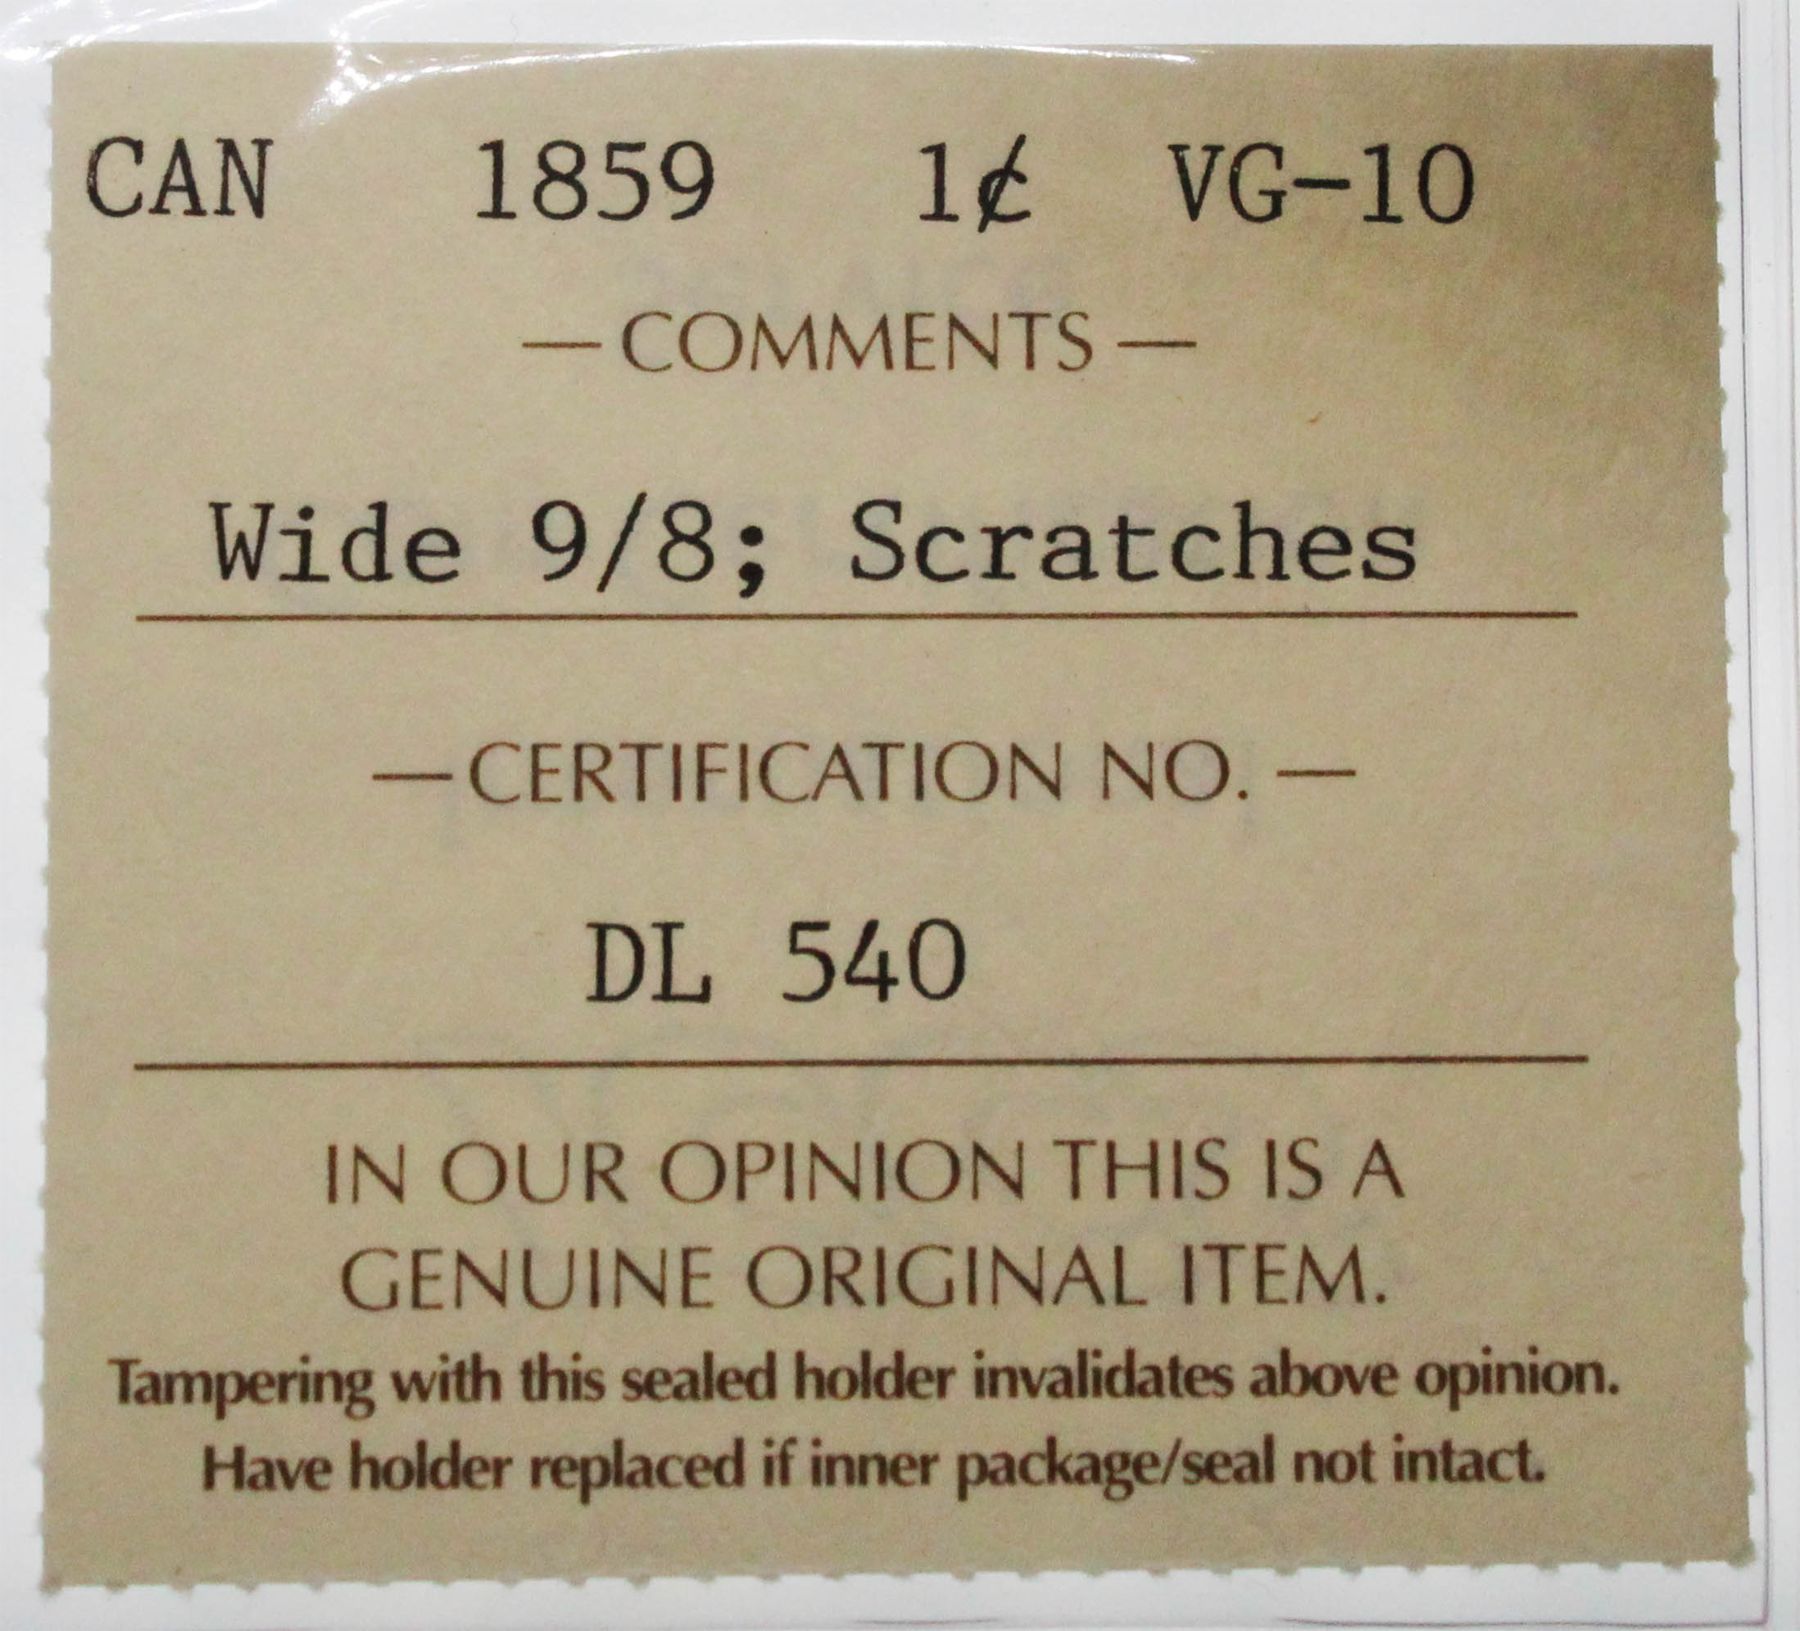 CAN 1859 1¢ VG-10
— COMMENTS —
Wide 9/8; Scratches
— CERTIFICATION NO. —
DL 540
IN OUR OPINION THIS IS A
GENUINE ORIGINAL ITEM.
Tampering with this sealed holder invalidates above opinion.
Have holder replaced if inner package/seal not intact.